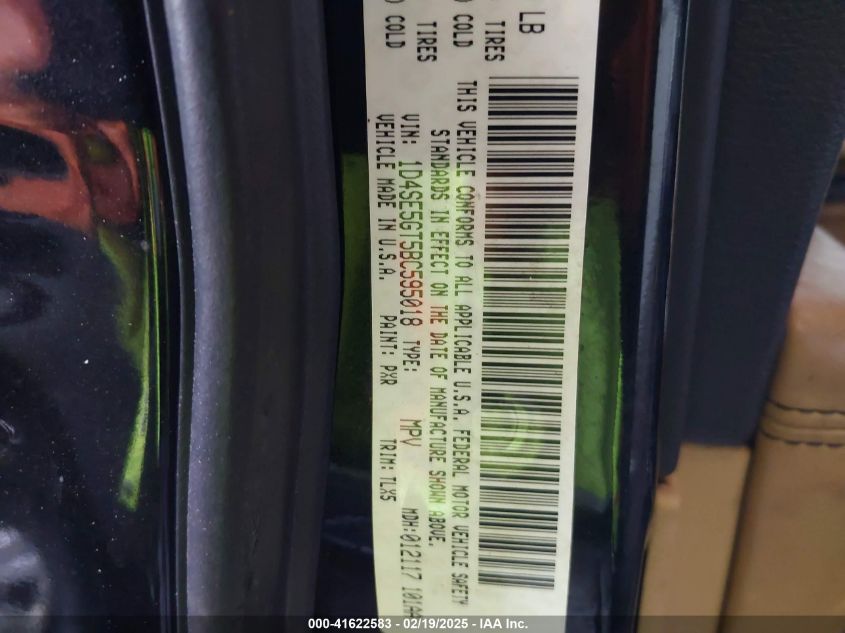 LB
TIRES
) COLD
TIRES
) COLD
THIS VEHICLE CONFORMS TO ALL APPLICABLE U.S.A. FEDERAL MOTOR VEHICLE SAFETY
STANDARDS IN EFFECT ON THE DATE OF MANUFACTURE SHOWN ABOVE.
VIN: 1D4SE5GT5BC595018 TYPE: MPV MDH:012117 101AA
VEHICLE MADE IN U.S.A. PAINT: PXR TRIM: TLX5
000-41622583 - 02/19/2025 - IAA Inc.